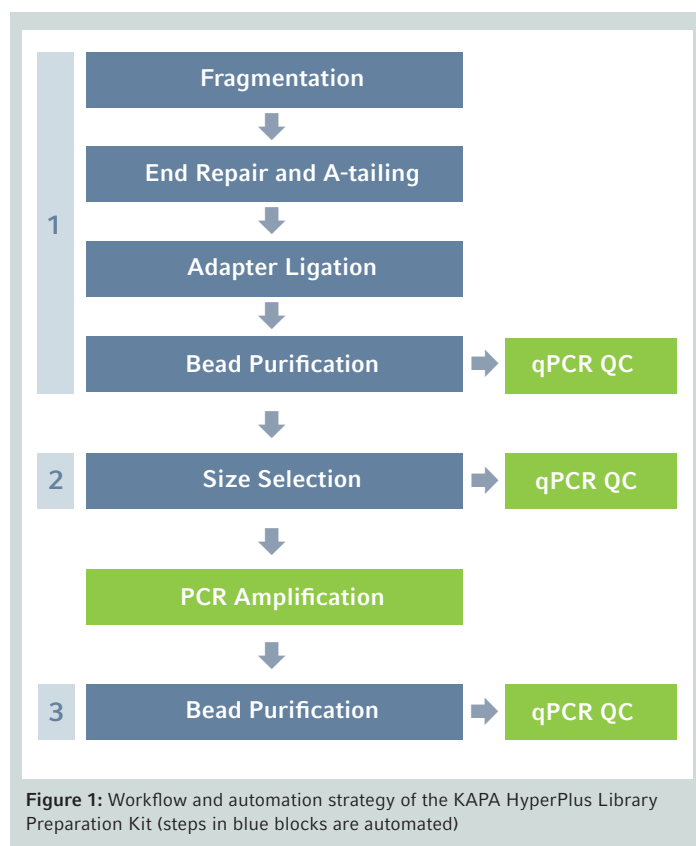 Fragmentation
End Repair and A-tailing
1
Adapter Ligation
Bead Purification
qPCR QC
2
Size Selection
qPCR QC
PCR Amplification
3
Bead Purification
qPCR QC
Figure 1: Workflow and automation strategy of the KAPA HyperPlus Library
Preparation Kit (steps in blue blocks are automated)